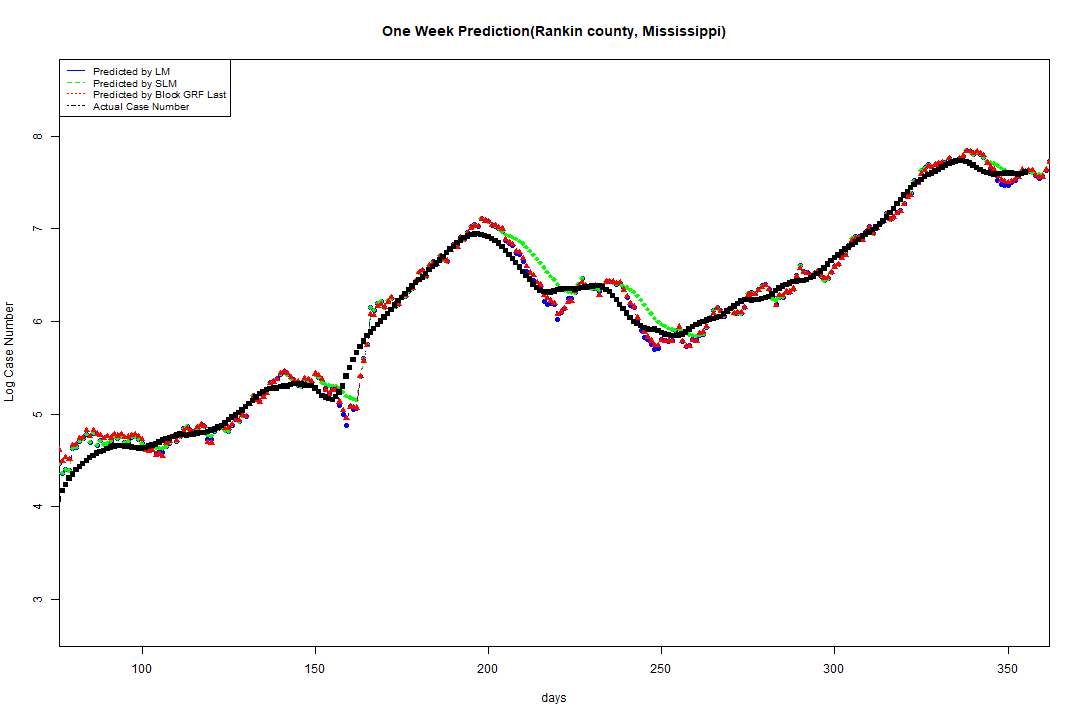 One Week Prediction(Rankin county, Mississippi)
Predicted by LM
Predicted by SLM
Predicted by Block GRF Last
Actual Case Number
8
7
6
5
4
3
Log Case Number
100 150 200 250 300 350
days